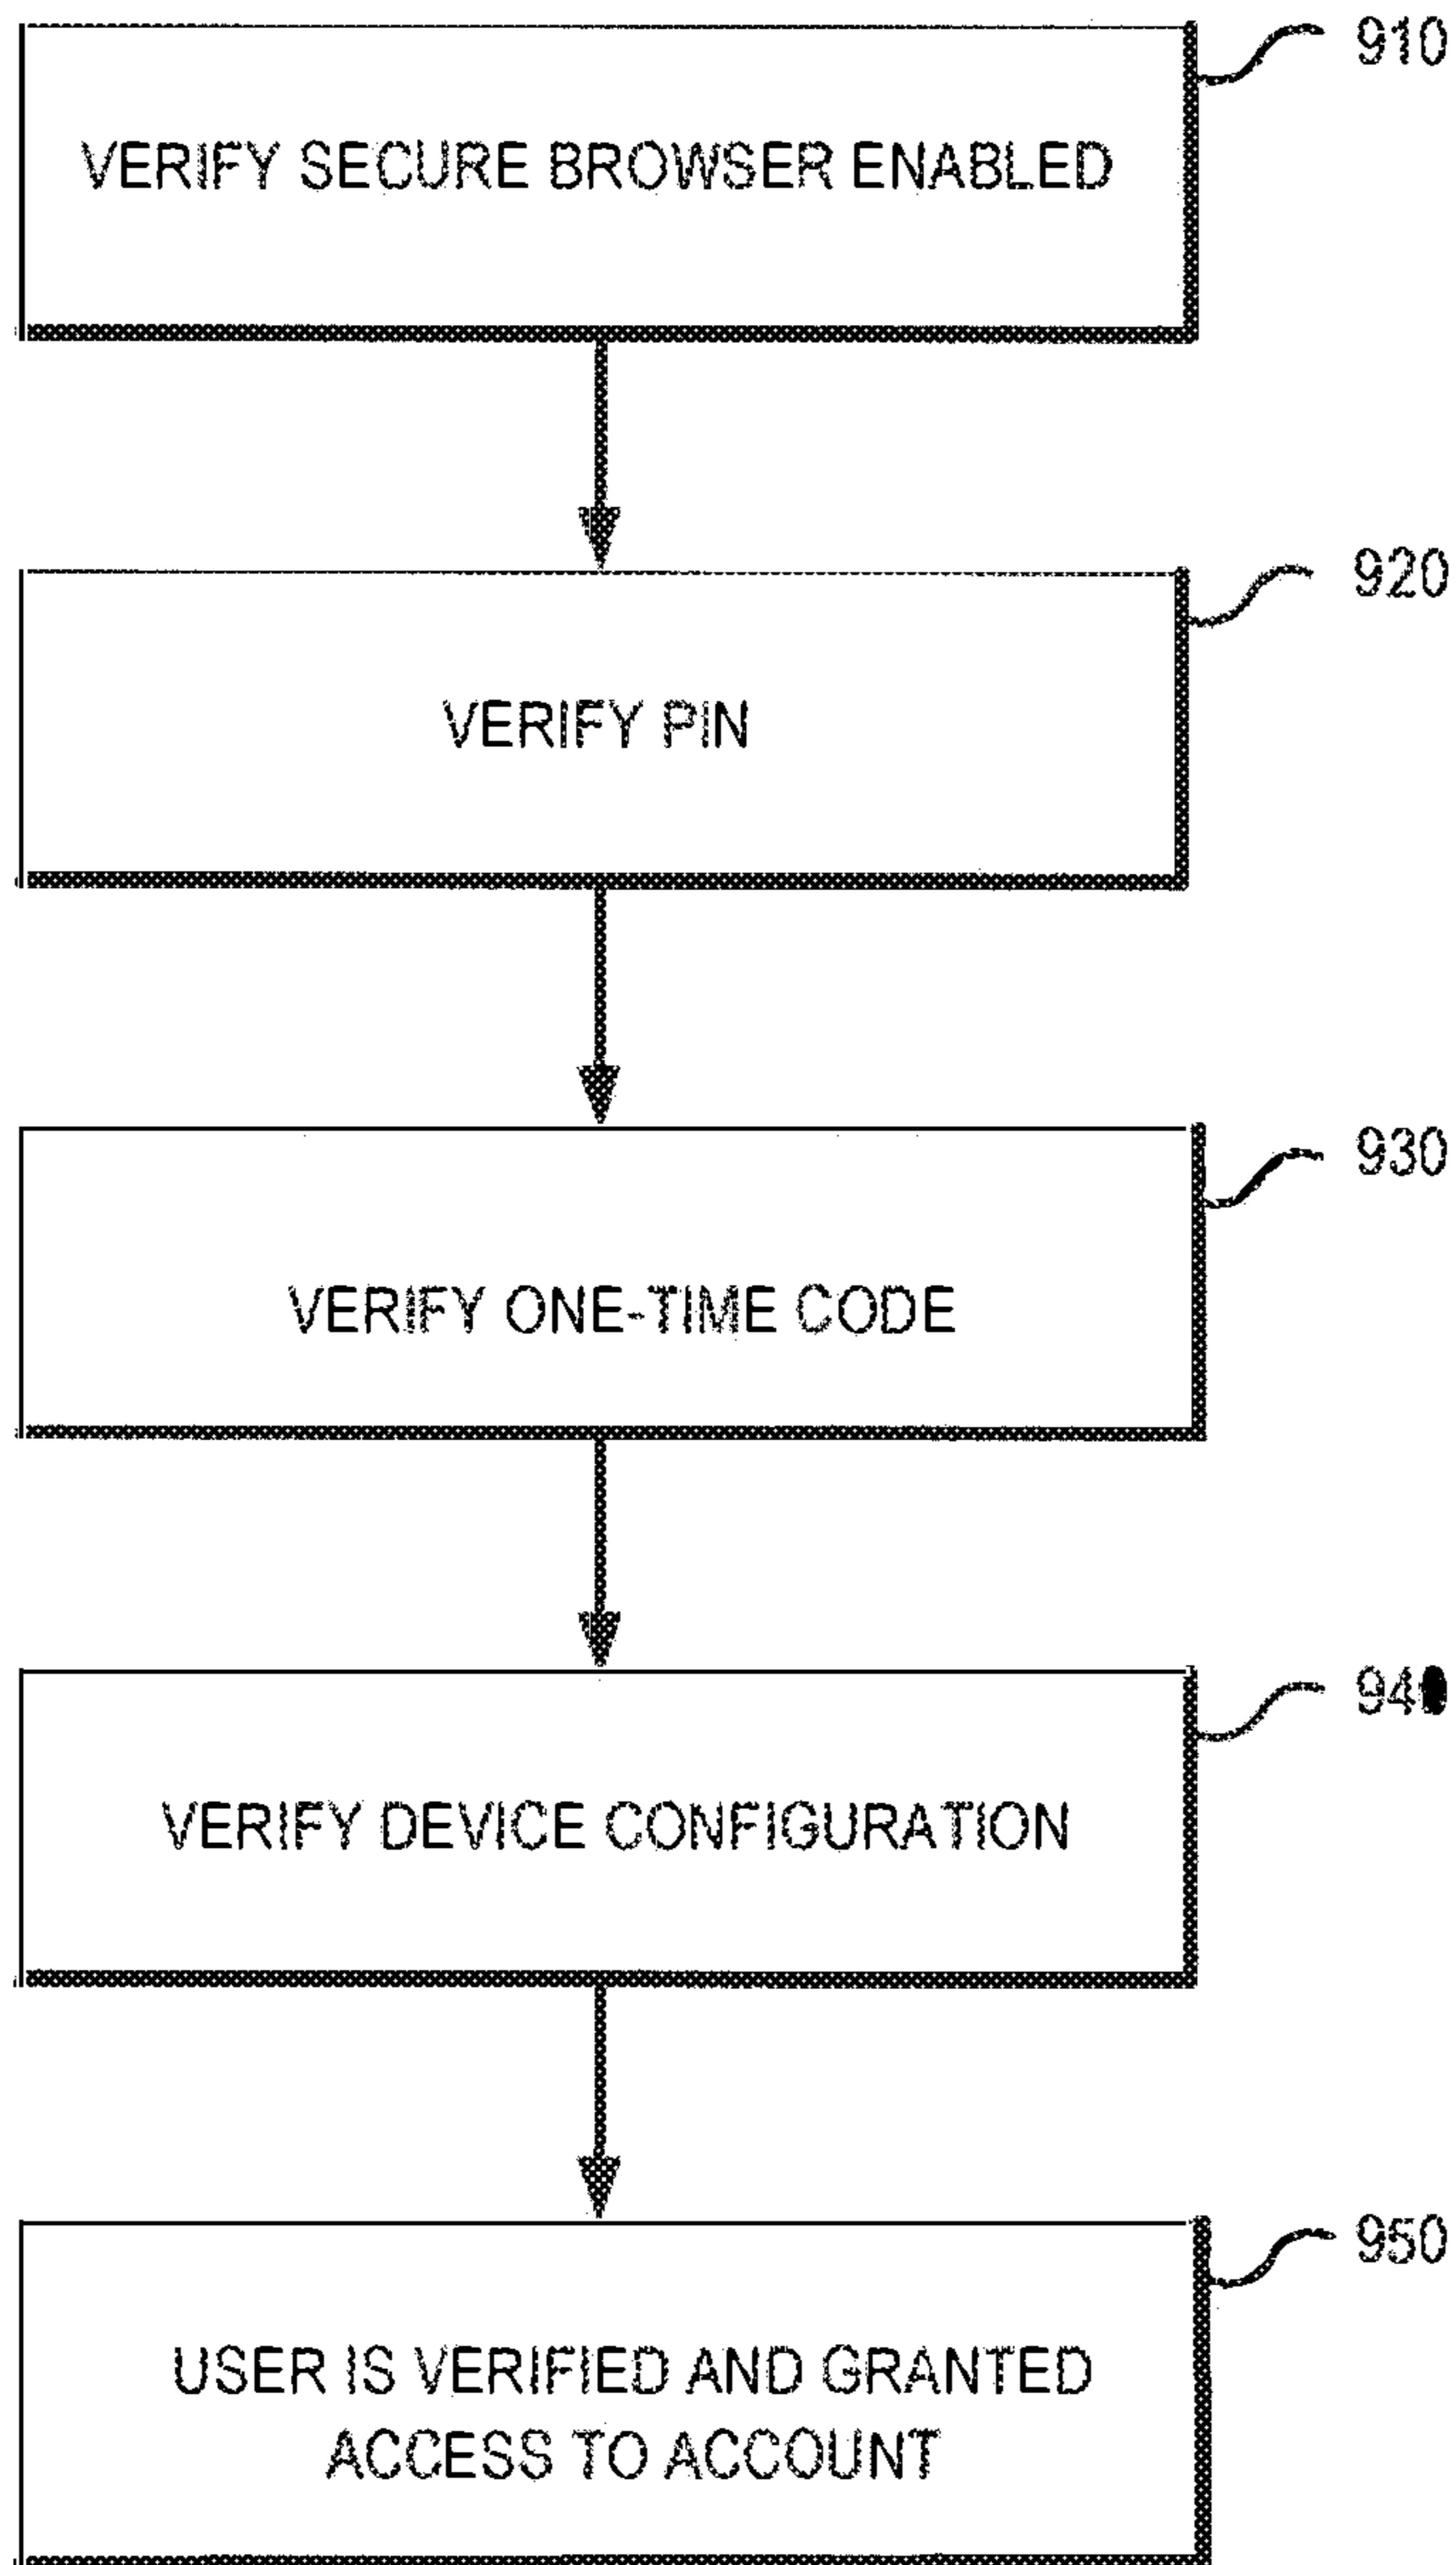 910
VERIFY SECURE BROWSER ENABLED
920
VERIFY PIN
930
VERIFY ONE-TIME CODE
940
VERIFY DEVICE CONFIGURATION
950
USER IS VERIFIED AND GRANTED
ACCESS TO ACCOUNT